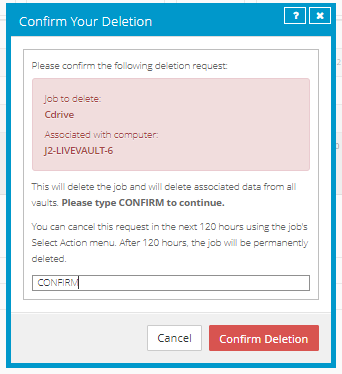 Confirm Your Deletion
? ×
Please confirm the following deletion request:
Job to delete:
Cdrive
Associated with computer:
J2-LIVEVAULT-6
This will delete the job and will delete associated data from all
vaults. Please type CONFIRM to continue.
You can cancel this request in the next 120 hours using the job's
Select Action menu. After 120 hours, the job will be permanently
deleted.
CONFIRM
Cancel
Confirm Deletion